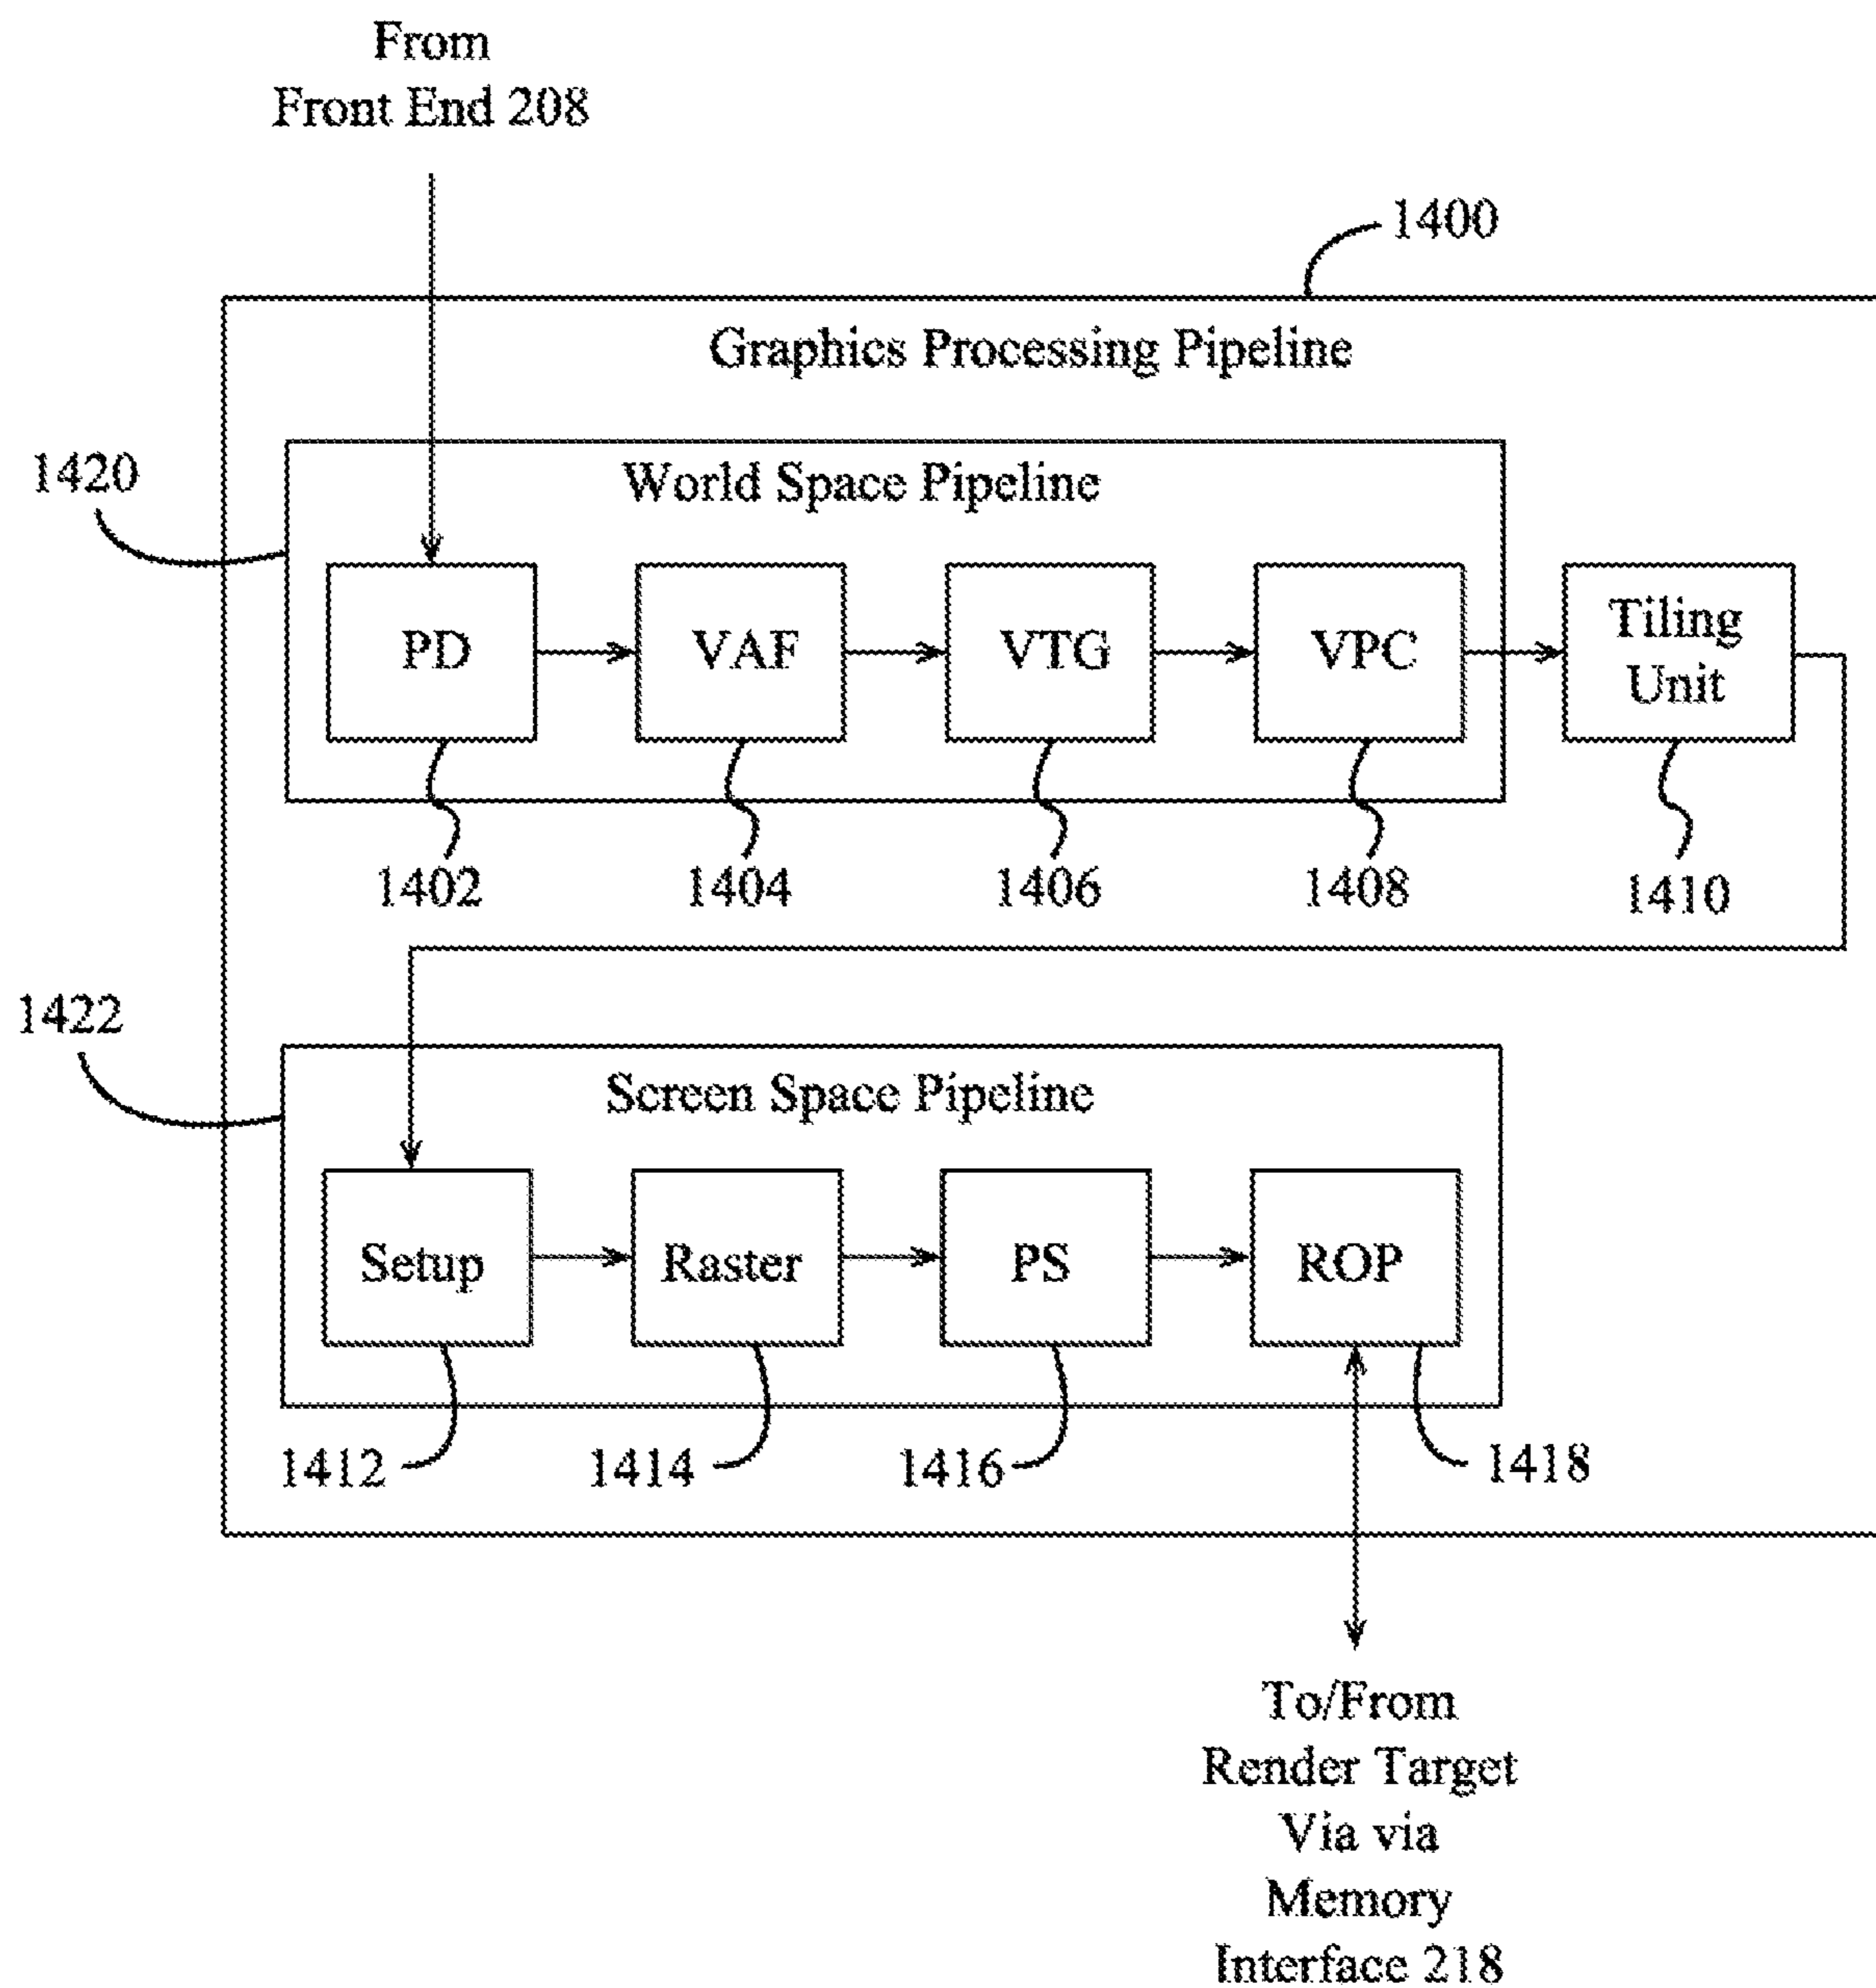 From
Front End 208
1400
Graphics Processing Pipeline
1420
World Space Pipeline
PD
VAF
VTG
VPC
Tiling
Unit
1402
1404
1406
1408
1410
1422
Screen Space Pipeline
Setup
Raster
PS
ROP
1412
1414
1416
1418
To/From
Render Target
Via via
Memory
Interface 218